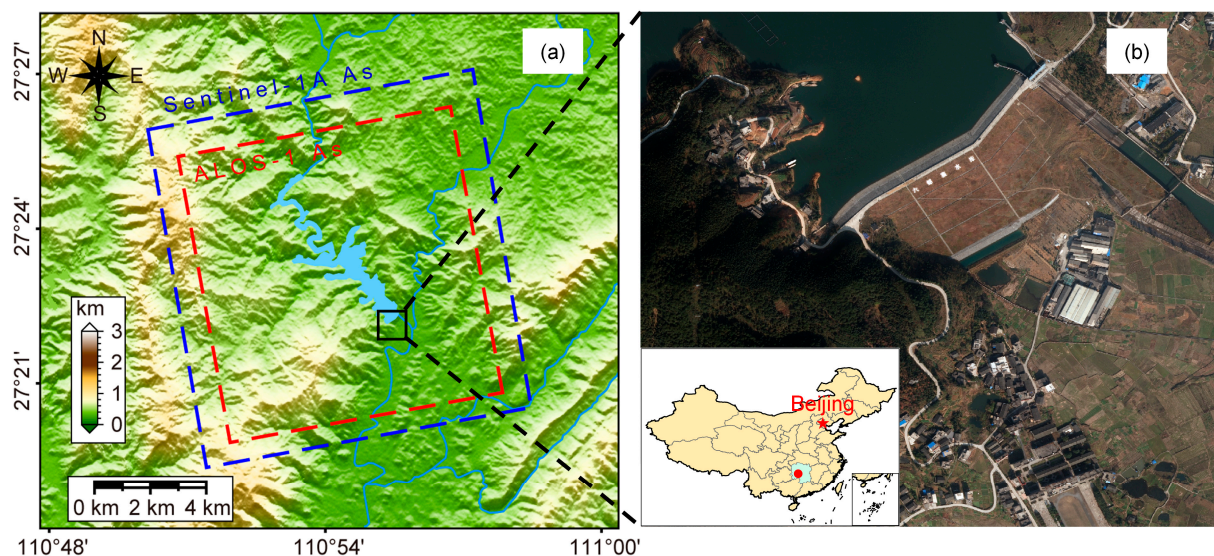 (a)
N
W E
S
Sentinel-1A As
ALOS-1 As
37°27'
27°24'
27°21'
km
3
2
1
0
0 km 2 km 4 km
110°48' 110°54' 111°00'
(b)
Beijing